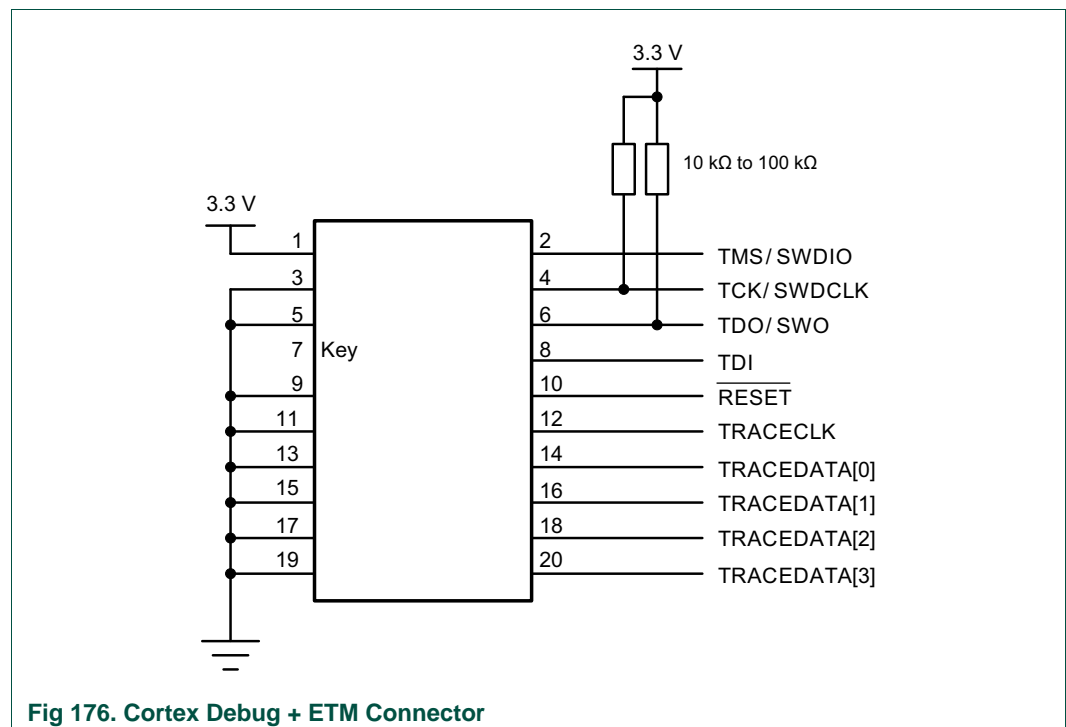 3.3 V
10 kΩ to 100 kΩ
3.3 V
1
2
TMS/ SWDIO
3
4
TCK/ SWDCLK
5
6
TDO/ SWO
7
Key
8
TDI
9
10
RESET
11
12
TRACECLK
13
14
TRACEDATA[0]
15
16
TRACEDATA[1]
17
18
TRACEDATA[2]
19
20
TRACEDATA[3]
Fig 176. Cortex Debug + ETM Connector